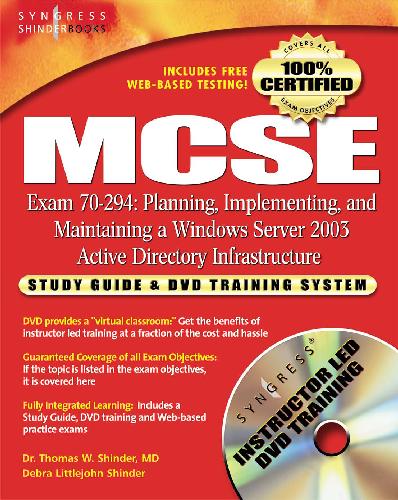 SYNGRESS
SHINDERBOOKS
INCLUDES FREE
WEB-BASED TESTING!
COVERS ALL
100%
CERTIFIED
EXAM OBJECTIVES
MCSE
Exam 70-294: Planning, Implementing, and
Maintaining a Windows Server 2003
Active Directory Infrastructure
STUDY GUIDE & DVD TRAINING SYSTEM
DVD provides a "virtual classroom:" Get the benefits of
instructor led training at a fraction of the cost and hassle
Guaranteed Coverage of all Exam Objectives:
If the topic is listed in the exam objectives, it
is covered here
Fully Integrated Learning: Includes a
Study Guide, DVD training and Web-based
practice exams
Dr. Thomas W. Shinder, MD
Debra Littlejohn Shinder
SYNGRESS®
INSTRUCTOR LED
DVD TRAINING